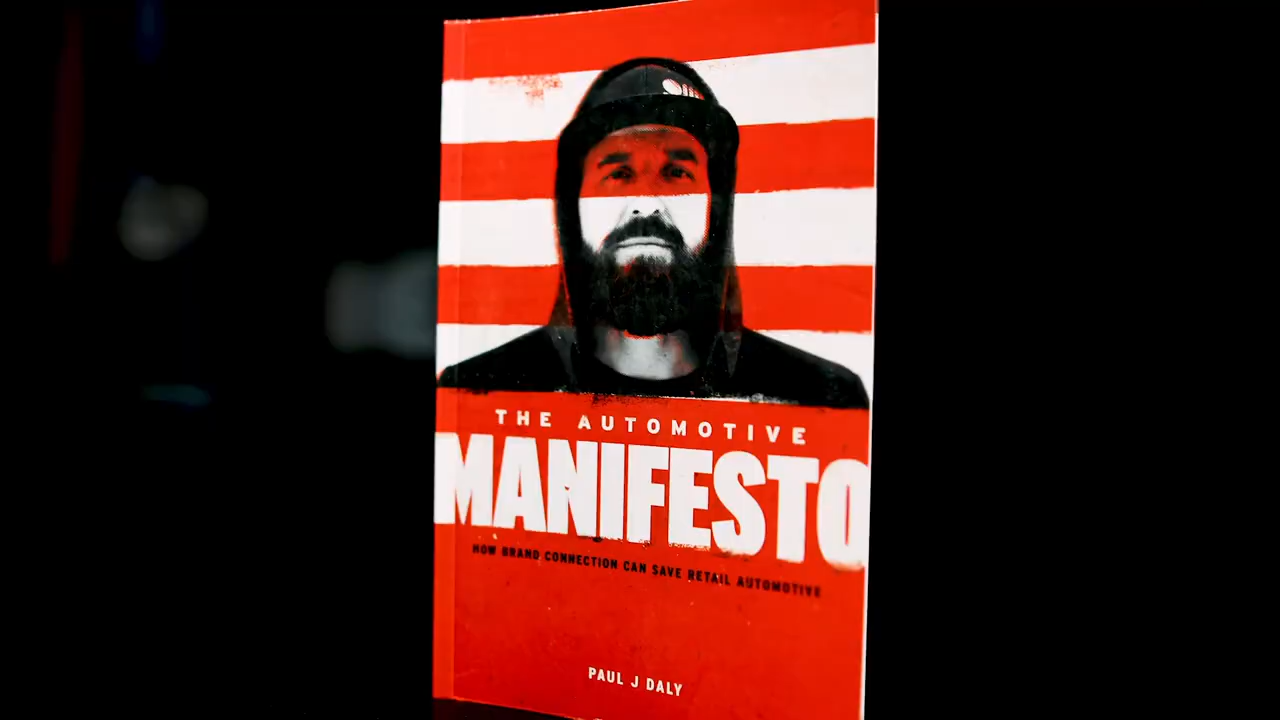 THE AUTOMOTIVE
MANIFESTO
HOW BRAND CONNECTION CAN SAVE RETAIL AUTOMOTIVE
PAUL J DALY